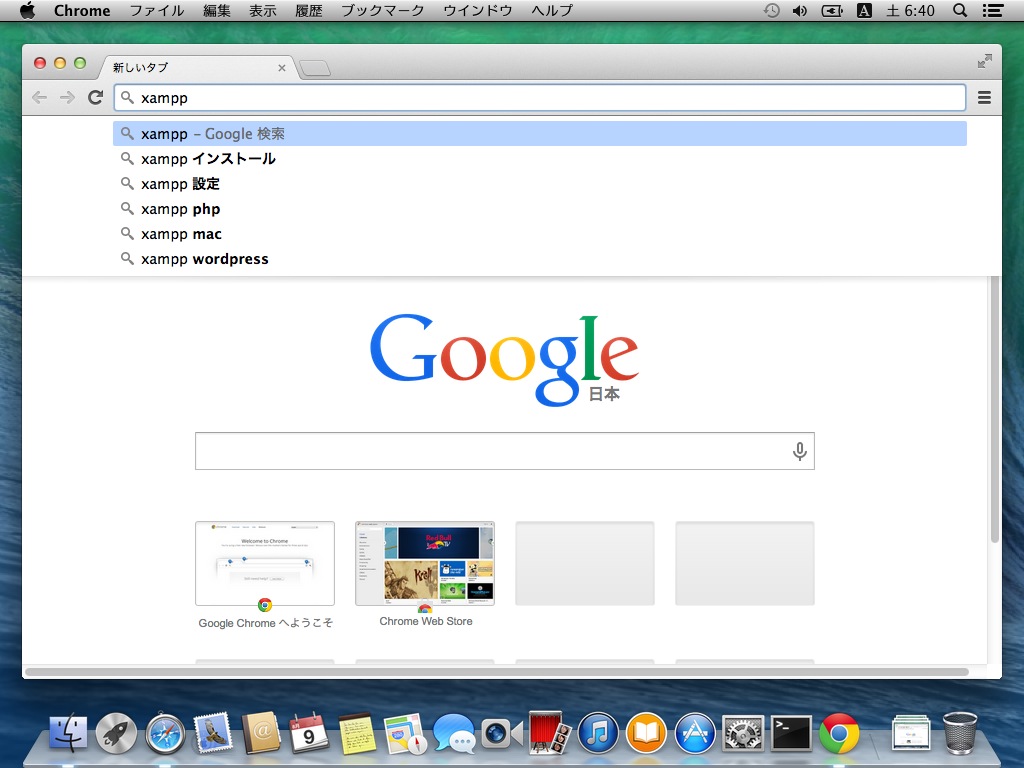 Chrome ファイル 編集 表示 履歴 ブックマーク ウインドウ ヘルプ A 土 6:40
新しいタブ
xampp
xampp – Google 検索
xampp インストール
xampp 設定
xampp php
xampp mac
xampp wordpress
Google
日本
Welcome to Chrome
Red Bull TV
Google Chrome へようこそ
Chrome Web Store
9